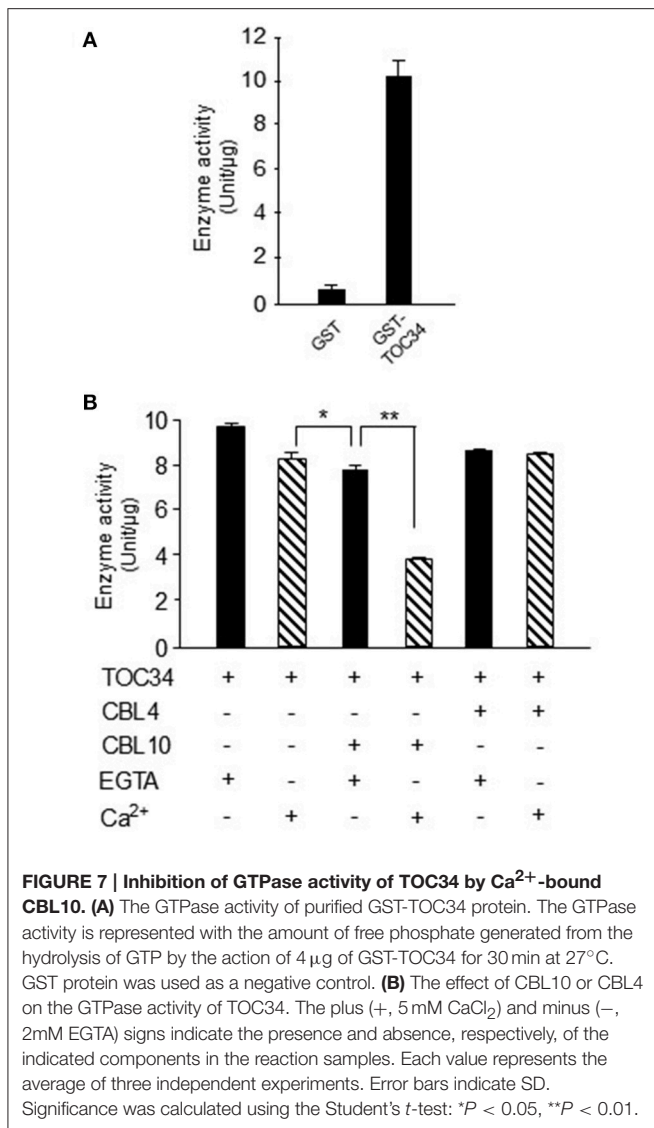 A
12
10
8
6
4
2
0
Enzyme activity
(Unit/µg)
GST
GST-
TOC34
B
10
8
6
4
2
0
Enzyme activity
(Unit/µg)
* **
TOC34 + + + + + +
CBL4 - - - - + +
CBL10 - - + + - -
EGTA + - + - + -
Ca2+ - + - + - +
FIGURE 7 | Inhibition of GTPase activity of TOC34 by Ca2+-bound
CBL10. (A) The GTPase activity of purified GST-TOC34 protein. The GTPase
activity is represented with the amount of free phosphate generated from the
hydrolysis of GTP by the action of 4 µg of GST-TOC34 for 30 min at 27°C.
GST protein was used as a negative control. (B) The effect of CBL10 or CBL4
on the GTPase activity of TOC34. The plus (+, 5 mM CaCl2) and minus (−,
2mM EGTA) signs indicate the presence and absence, respectively, of the
indicated components in the reaction samples. Each value represents the
average of three independent experiments. Error bars indicate SD.
Significance was calculated using the Student's t-test: *P < 0.05, **P < 0.01.